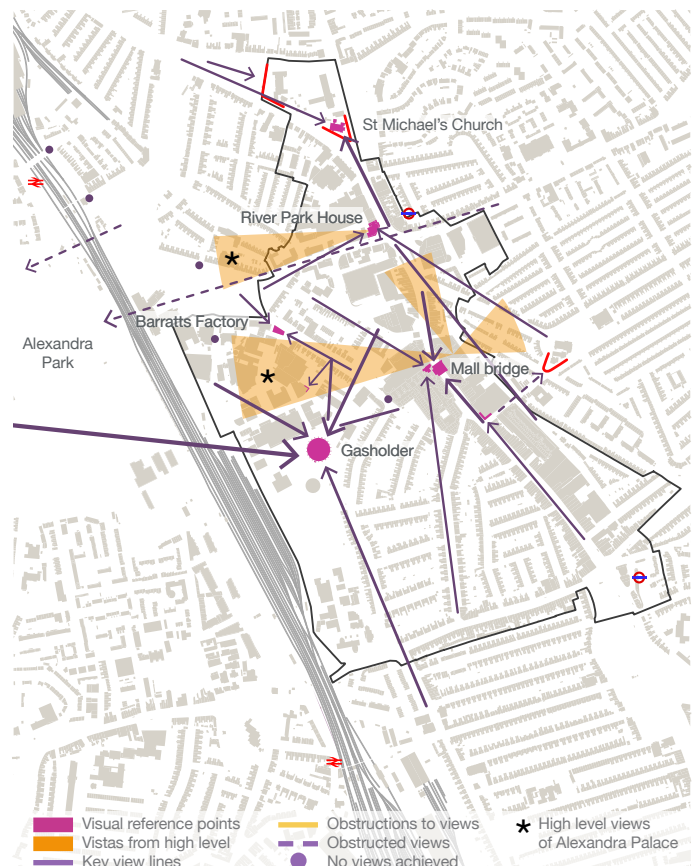 St Michael's Church
River Park House
Barratts Factory
Alexandra
Park
Mall bridge
Gasholder
Visual reference points
Vistas from high level
Key view lines
Obstructions to views
Obstructed views
No views achieved
* High level views
of Alexandra Palace